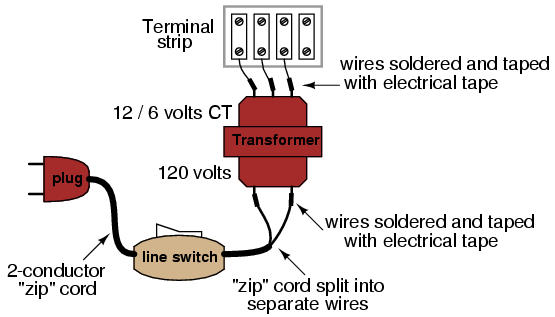 Terminal
strip
wires soldered and taped
with electrical tape
12 / 6 volts CT
Transformer
120 volts
plug
wires soldered and taped
with electrical tape
line switch
2-conductor
"zip" cord
"zip" cord split into
separate wires